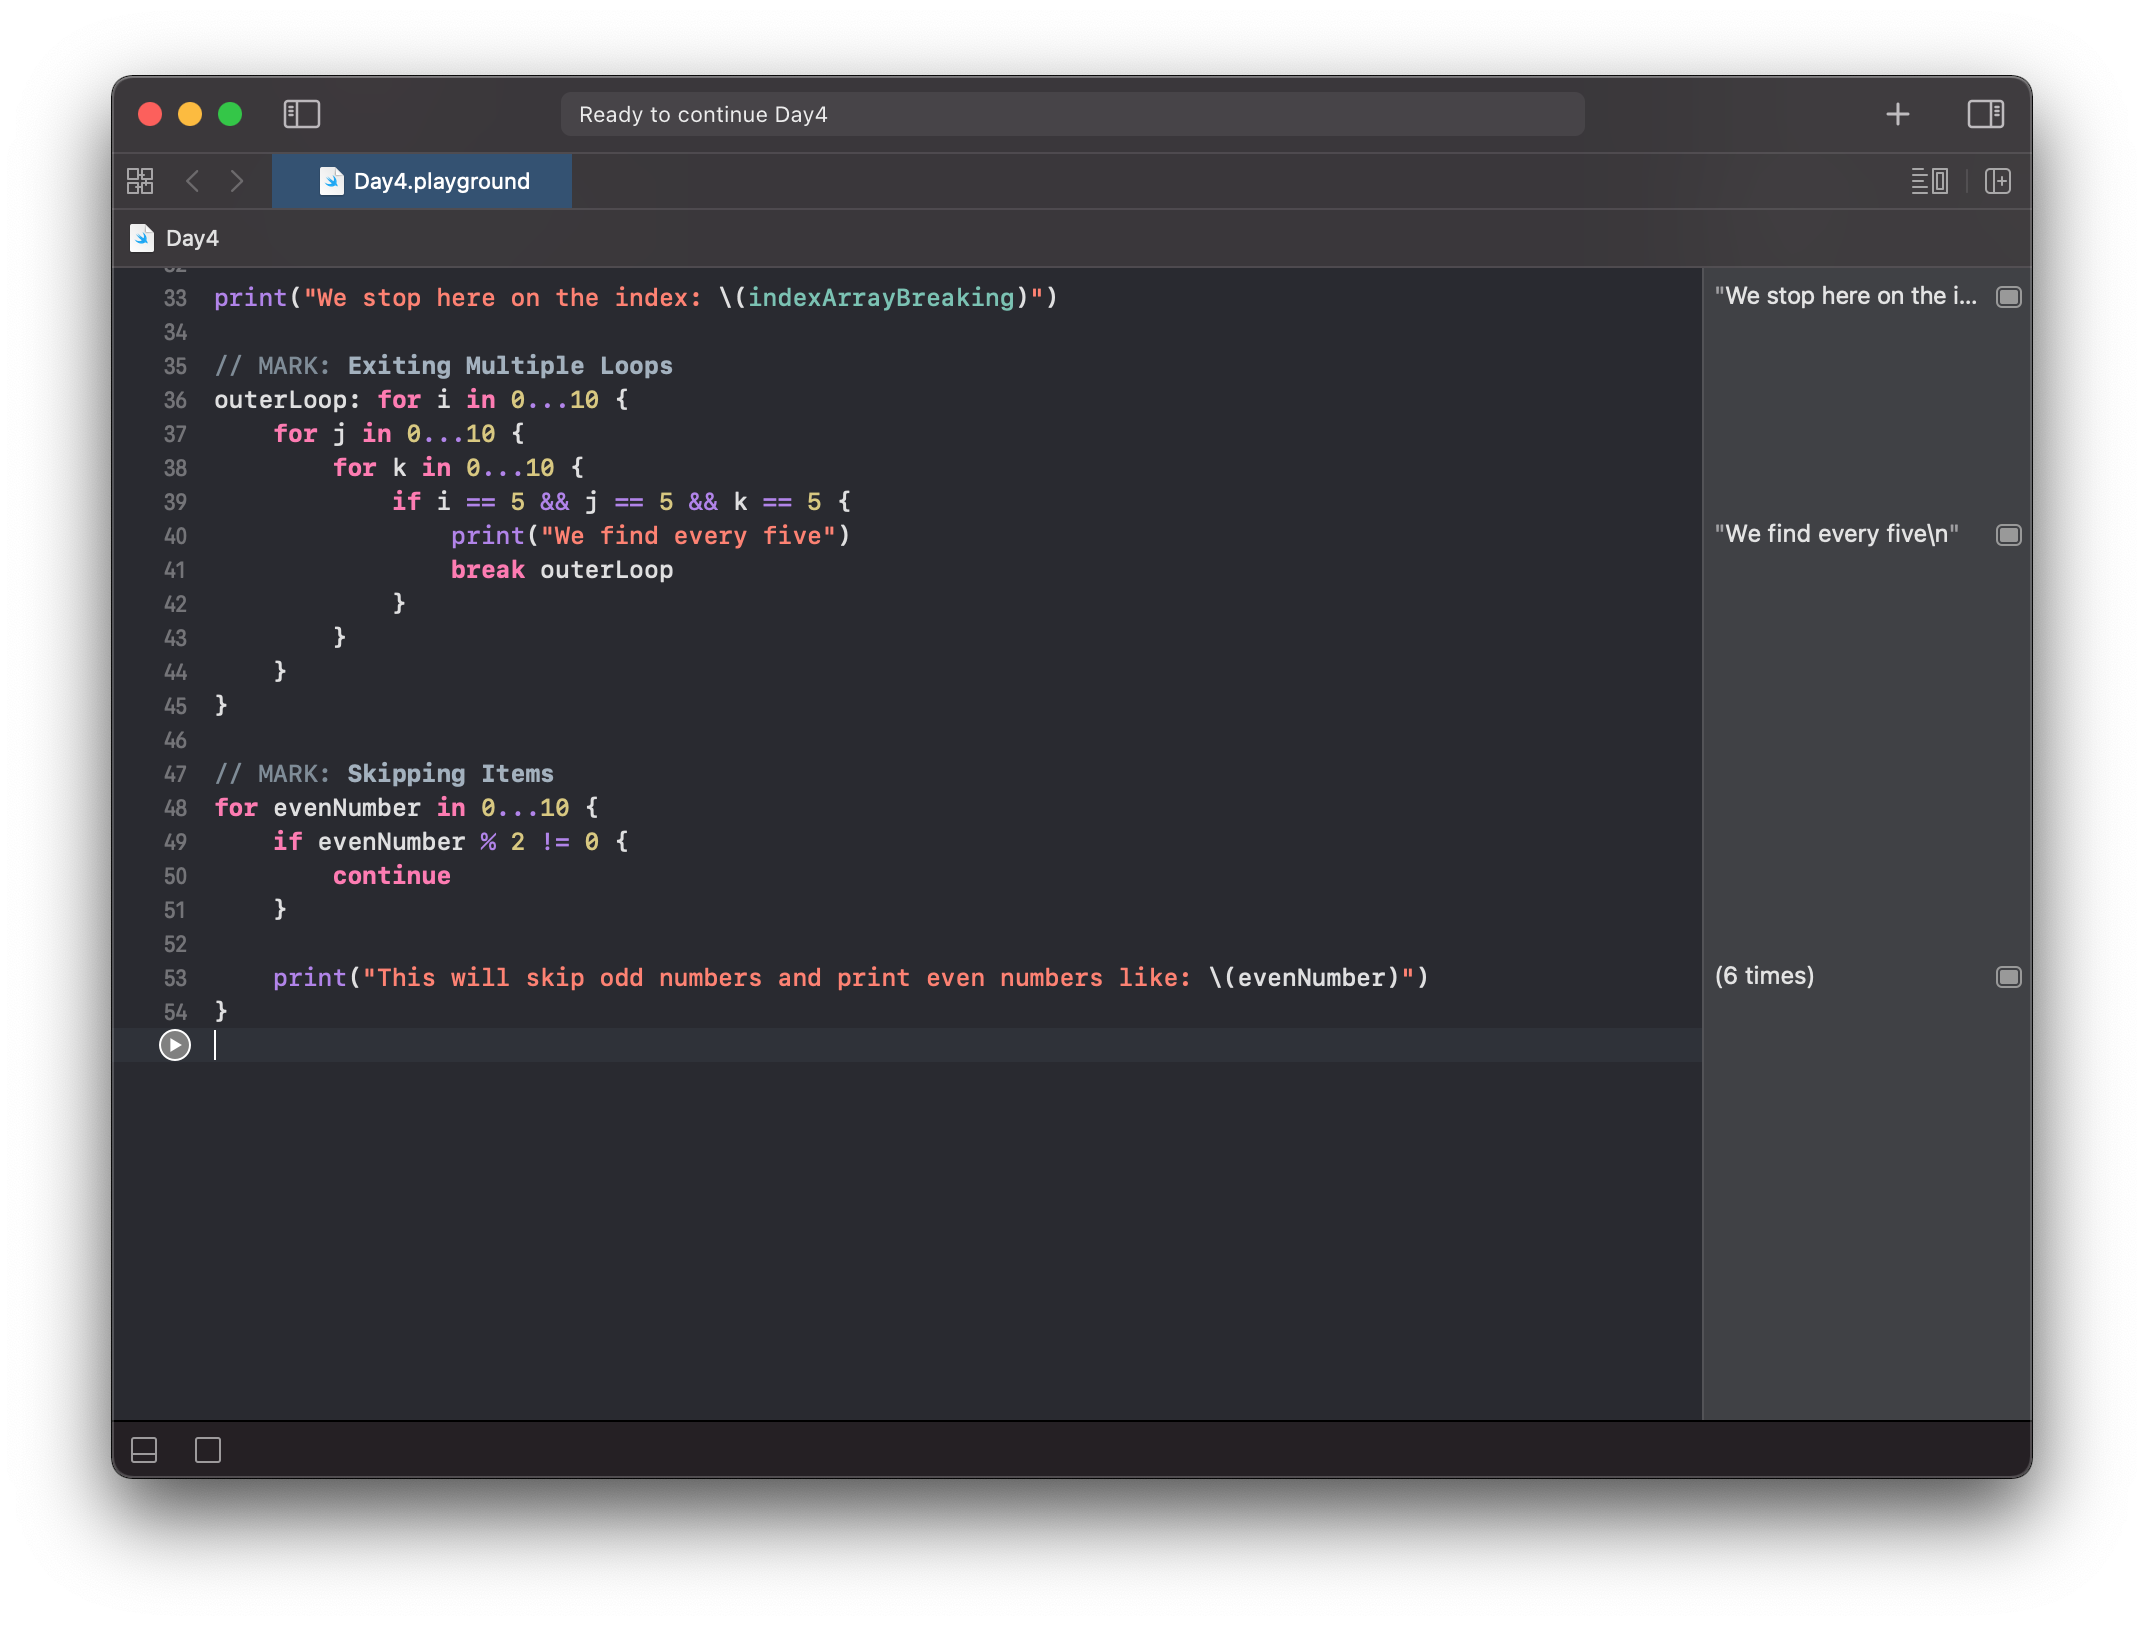 Ready to continue Day4
Day4.playground
Day4
33 print("We stop here on the index: \(indexArrayBreaking)") "We stop here on the i...
34
35 // MARK: Exiting Multiple Loops
36 outerLoop: for i in 0...10 {
37     for j in 0...10 {
38         for k in 0...10 {
39             if i == 5 && j == 5 && k == 5 {
40                 print("We find every five") "We find every five\n"
41                 break outerLoop
42             }
43         }
44     }
45 }
46
47 // MARK: Skipping Items
48 for evenNumber in 0...10 {
49     if evenNumber % 2 != 0 {
50         continue
51     }
52
53     print("This will skip odd numbers and print even numbers like: \(evenNumber)") (6 times)
54 }